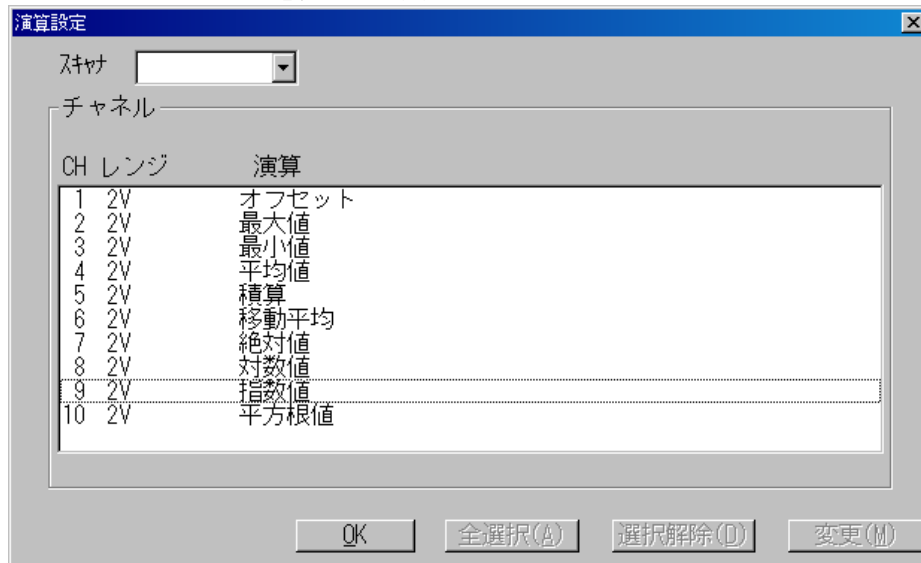 演算設定
スキャナ
チャネル
CH レンジ 演算
1 2V オフセット
2 2V 最大値
3 2V 最小値
4 2V 平均値
5 2V 積算
6 2V 移動平均
7 2V 絶対値
8 2V 対数値
9 2V 指数値
10 2V 平方根値
OK 全選択(A) 選択解除(D) 変更(M)